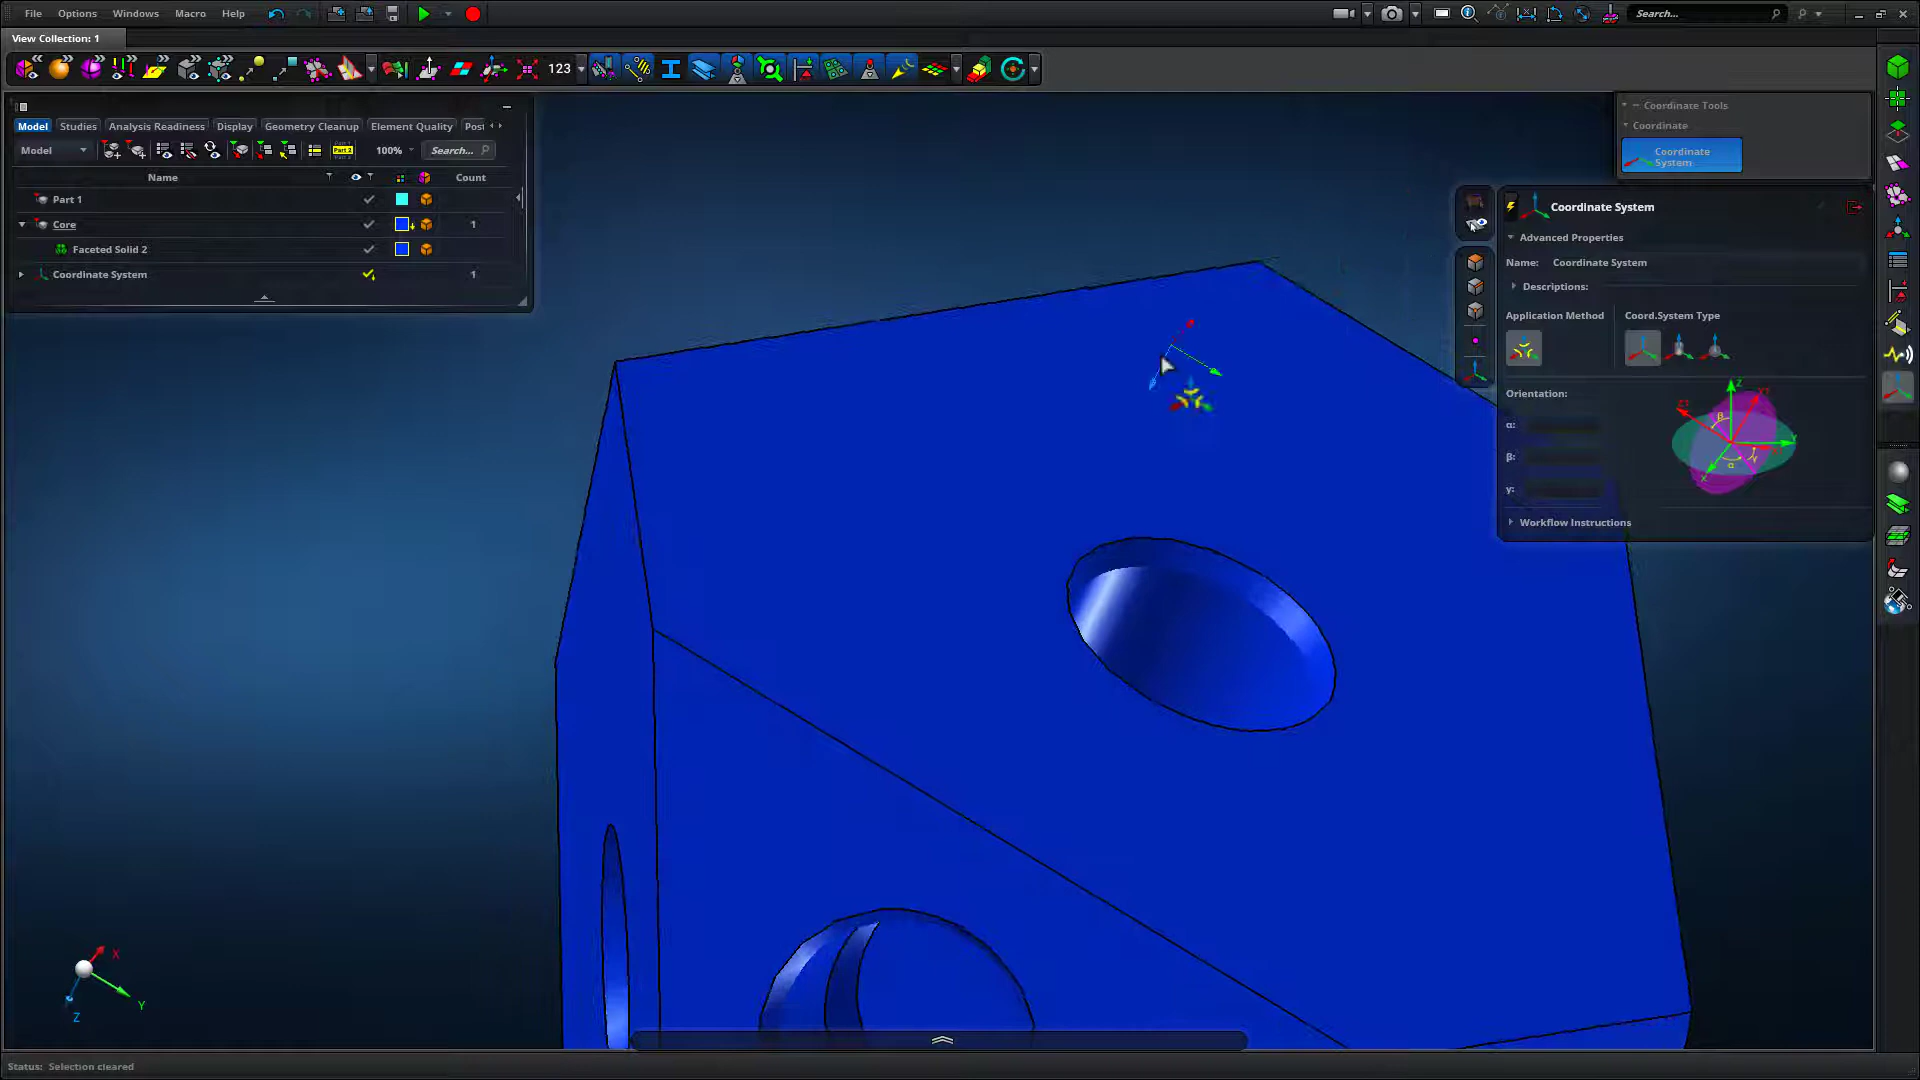 File Options Windows Macro Help Search...
View Collection: 1
123
Model Studies Analysis Readiness Display Geometry Cleanup Element Quality Post
Model 100% Search...
Name Count
Part 1
Core 1
Faceted Solid 2
Coordinate System 1
Coordinate Tools
Coordinate
Coordinate
System
Coordinate System
Advanced Properties
Name: Coordinate System
Descriptions:
Application Method Coord.System Type
Orientation:
α:
β:
γ:
Z
Y
X
β
α
γ
Workflow Instructions
X
Y
Z
Status: Selection cleared